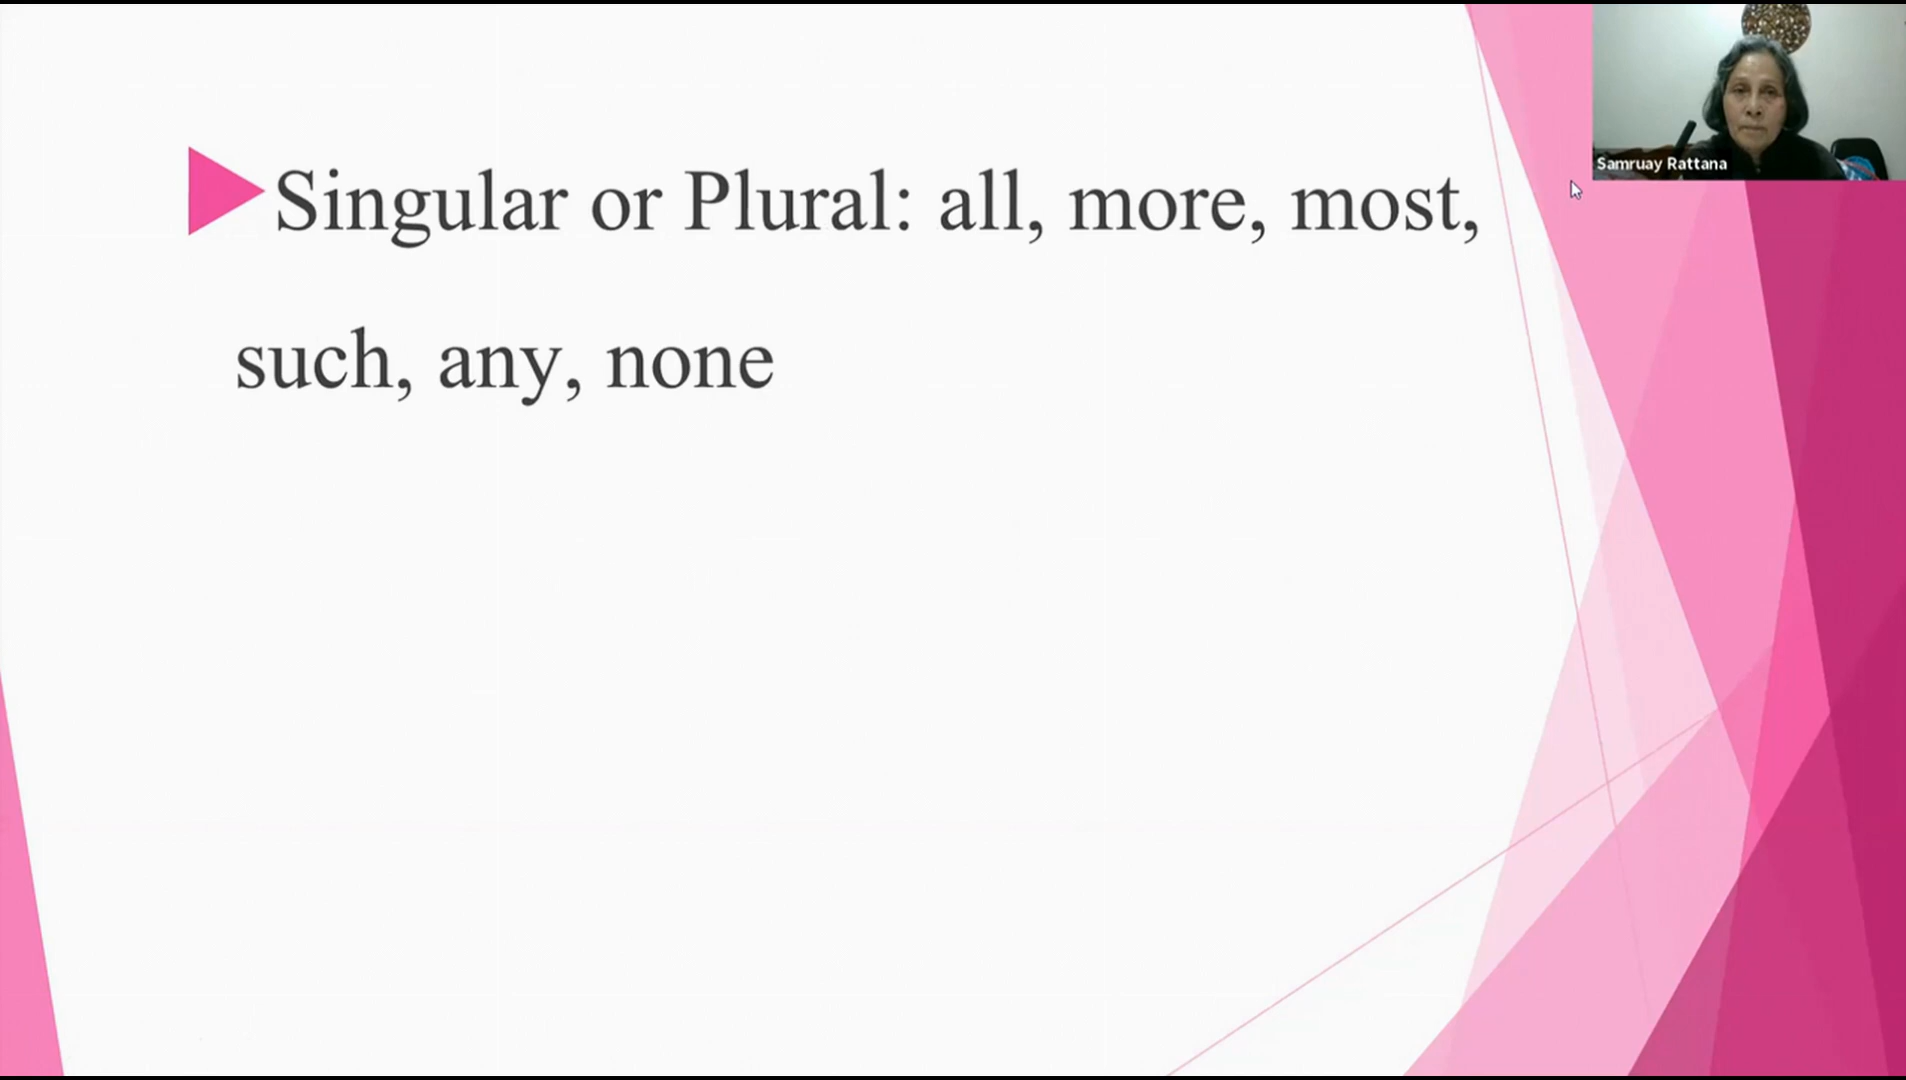 Singular or Plural: all, more, most,
such, any, none
Samruay Rattana